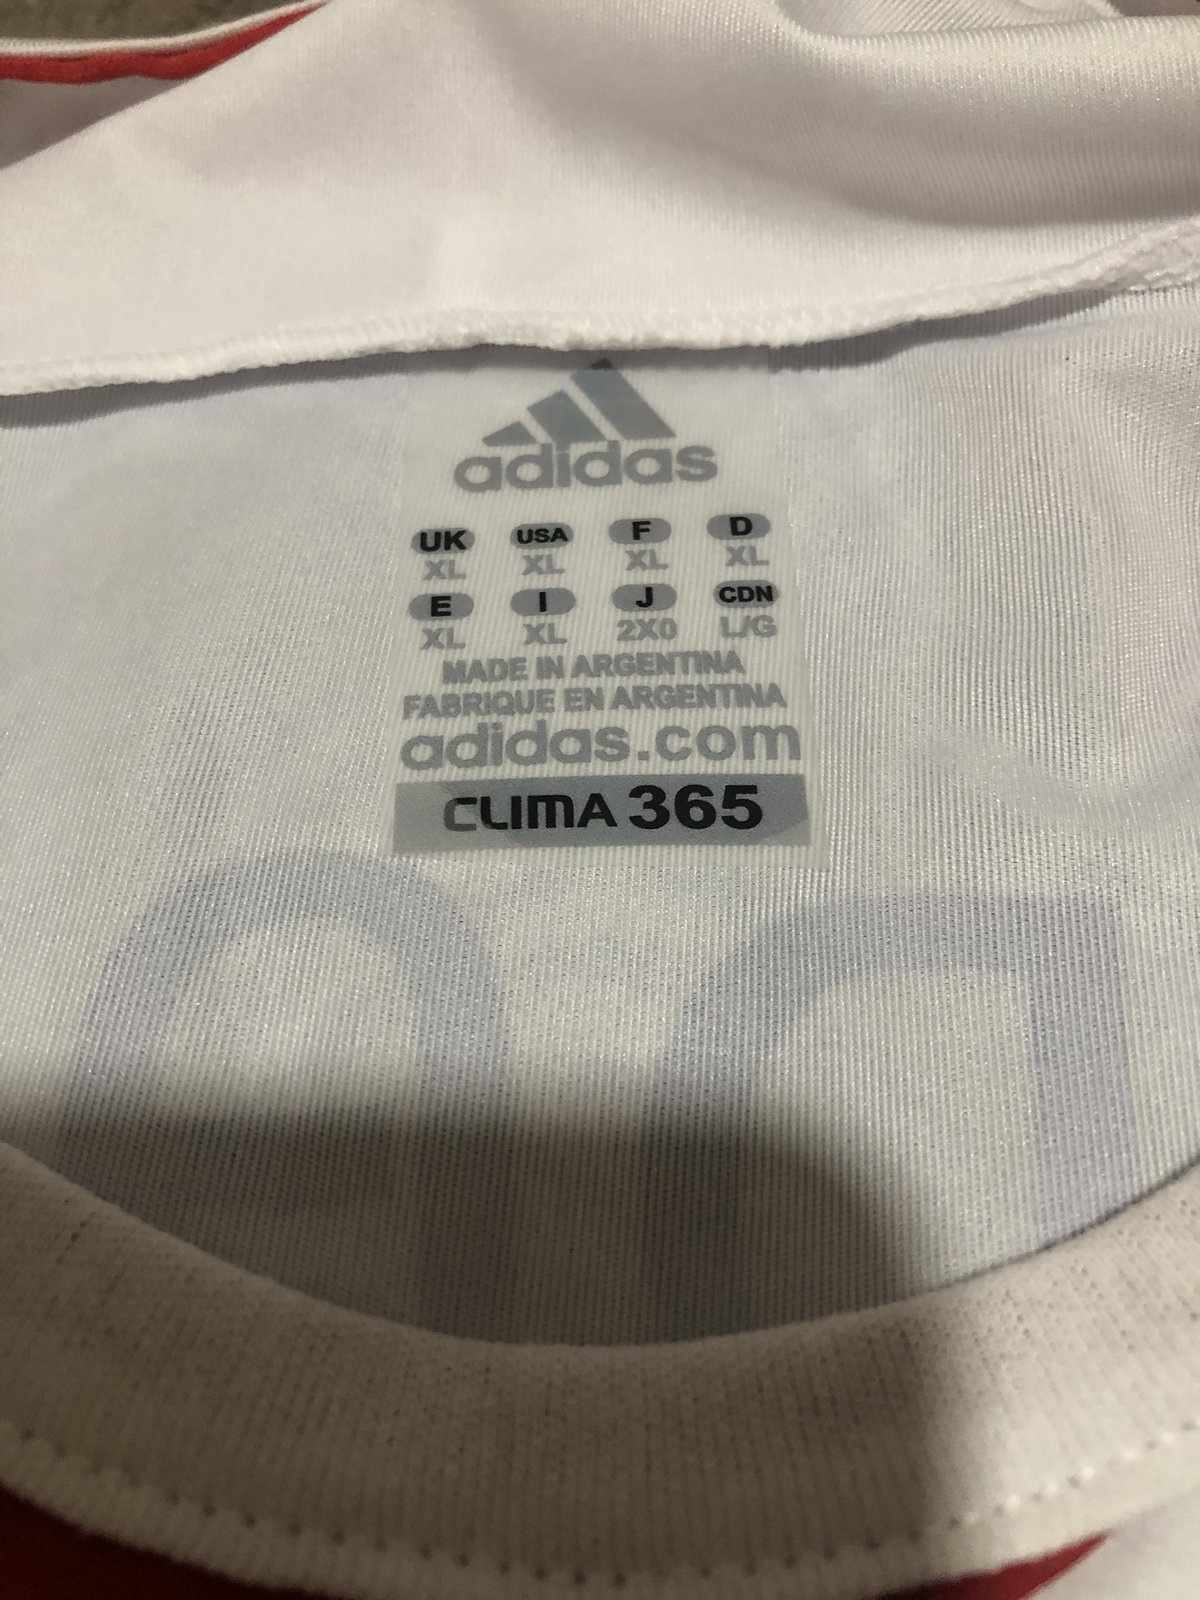 adidas
UK USA F D
XL XL XL XL
E I J CDN
XL XL 2X0 L/G
MADE IN ARGENTINA
FABRIQUE EN ARGENTINA
adidas.com
CLIMA 365